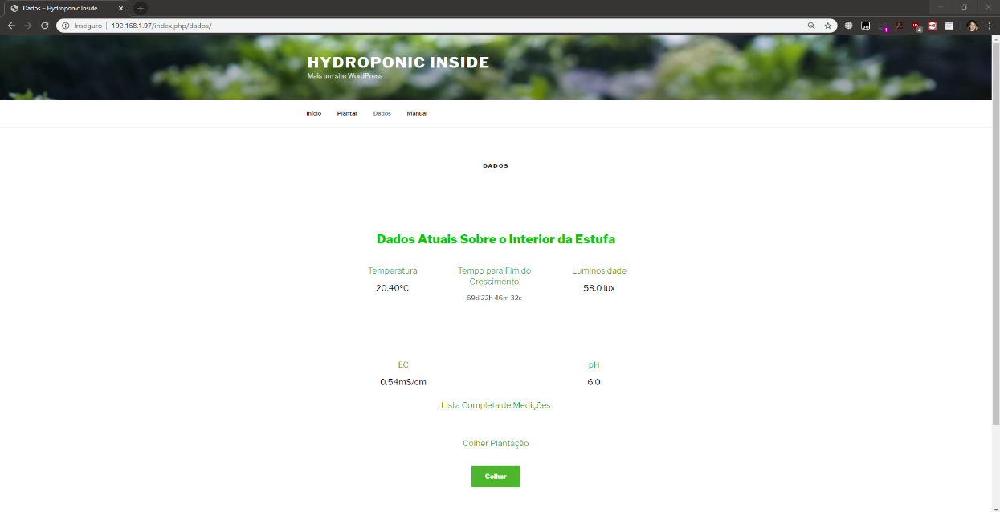 Dados – Hydroponic Inside
Inseguro | 192.168.1.97/index.php/dados/
HYDROPONIC INSIDE
Mais um site WordPress
Início Plantar Dados Manual
DADOS
Dados Atuais Sobre o Interior da Estufa
Temperatura
20.40ºC
Tempo para Fim do
Crescimento
69d 22h 46m 32s
Luminosidade
58.0 lux
EC
0.54mS/cm
pH
6.0
Lista Completa de Medições
Colher Plantação
Colher